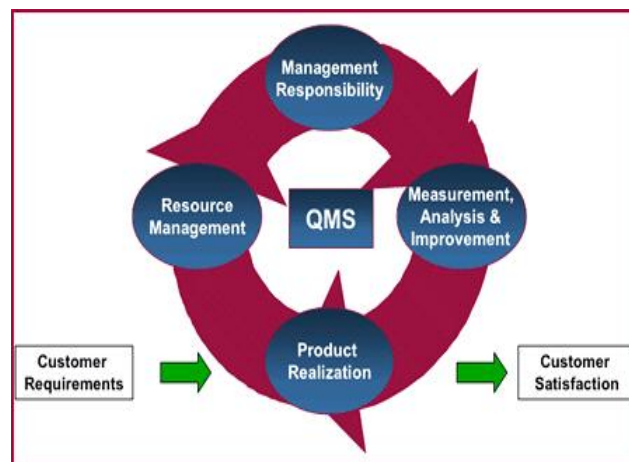 Management
Responsibility
Resource
Management
QMS
Measurement,
Analysis &
Improvement
Product
Realization
Customer
Requirements
Customer
Satisfaction